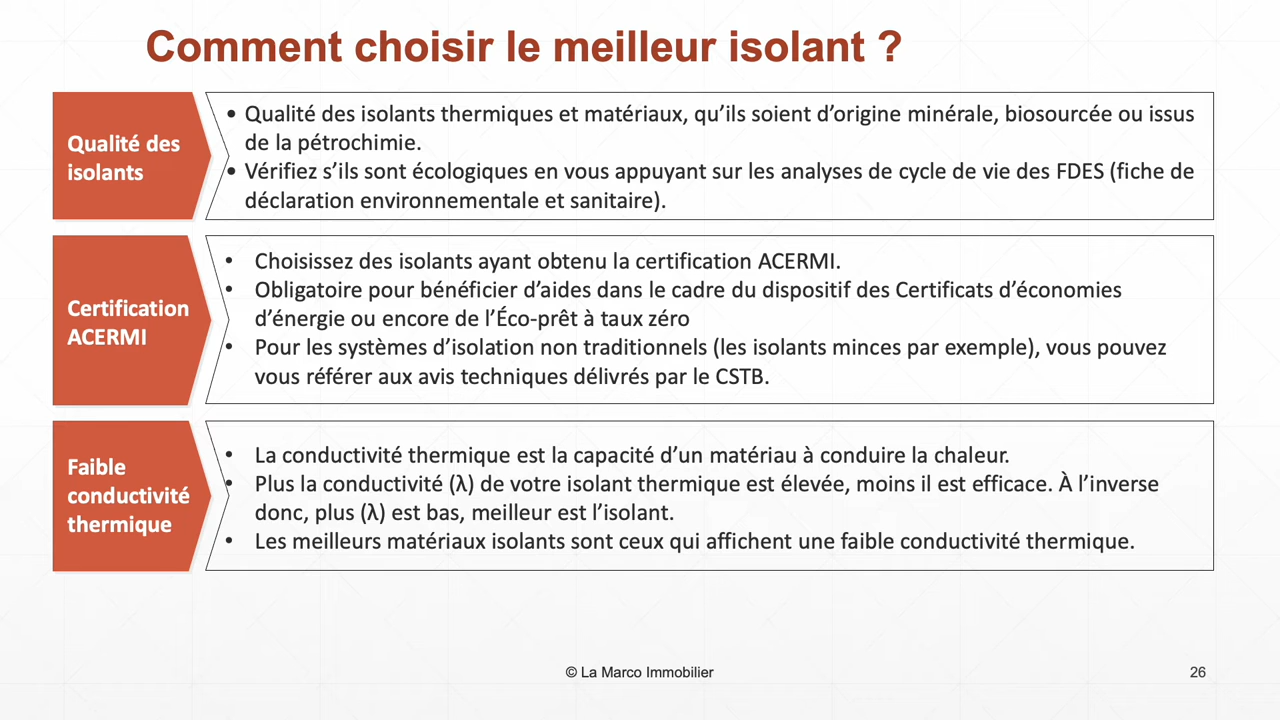 Comment choisir le meilleur isolant ?
Qualité des
isolants
• Qualité des isolants thermiques et matériaux, qu’ils soient d’origine minérale, biosourcée ou issus
de la pétrochimie.
• Vérifiez s’ils sont écologiques en vous appuyant sur les analyses de cycle de vie des FDES (fiche de
déclaration environnementale et sanitaire).
Certification
ACERMI
• Choisissez des isolants ayant obtenu la certification ACERMI.
• Obligatoire pour bénéficier d’aides dans le cadre du dispositif des Certificats d’économies
d’énergie ou encore de l’Éco-prêt à taux zéro
• Pour les systèmes d’isolation non traditionnels (les isolants minces par exemple), vous pouvez
vous référer aux avis techniques délivrés par le CSTB.
Faible
conductivité
thermique
• La conductivité thermique est la capacité d’un matériau à conduire la chaleur.
• Plus la conductivité (λ) de votre isolant thermique est élevée, moins il est efficace. À l’inverse
donc, plus (λ) est bas, meilleur est l’isolant.
• Les meilleurs matériaux isolants sont ceux qui affichent une faible conductivité thermique.
© La Marco Immobilier
26